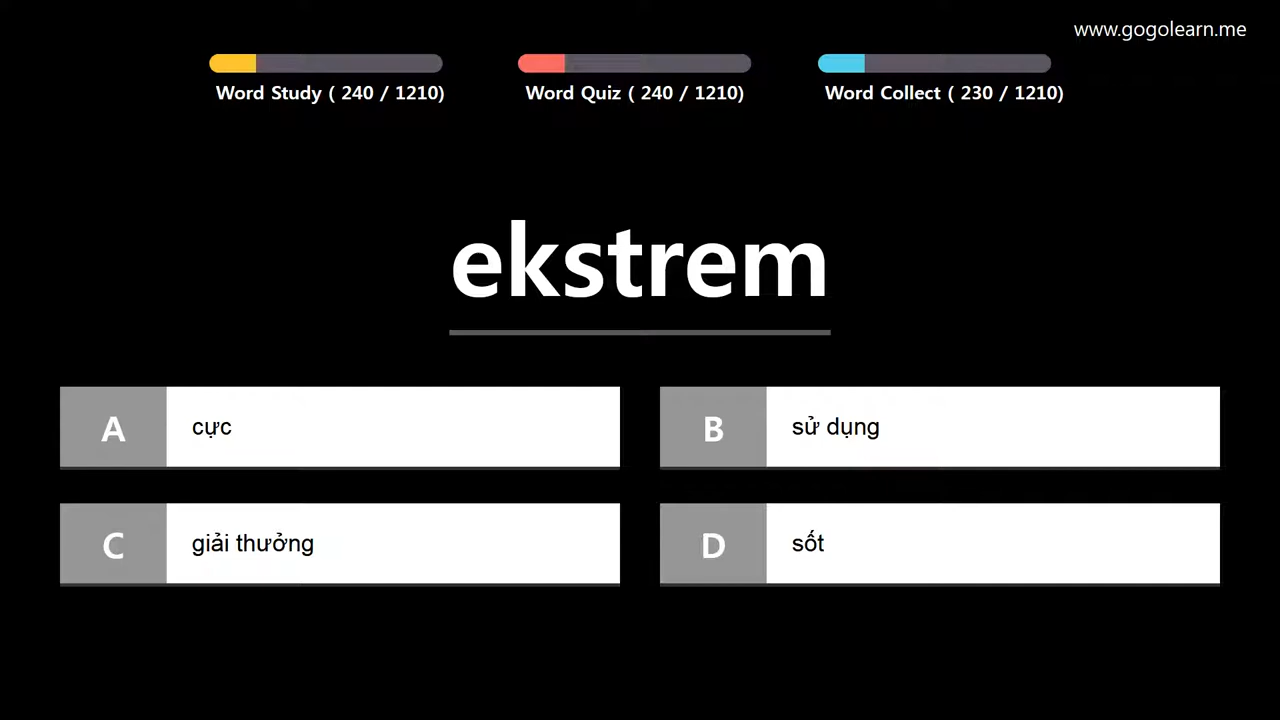 www.gogolearn.me
Word Study ( 240 / 1210)
Word Quiz ( 240 / 1210)
Word Collect ( 230 / 1210)
ekstrem
A cực
B sử dụng
C giải thưởng
D sốt